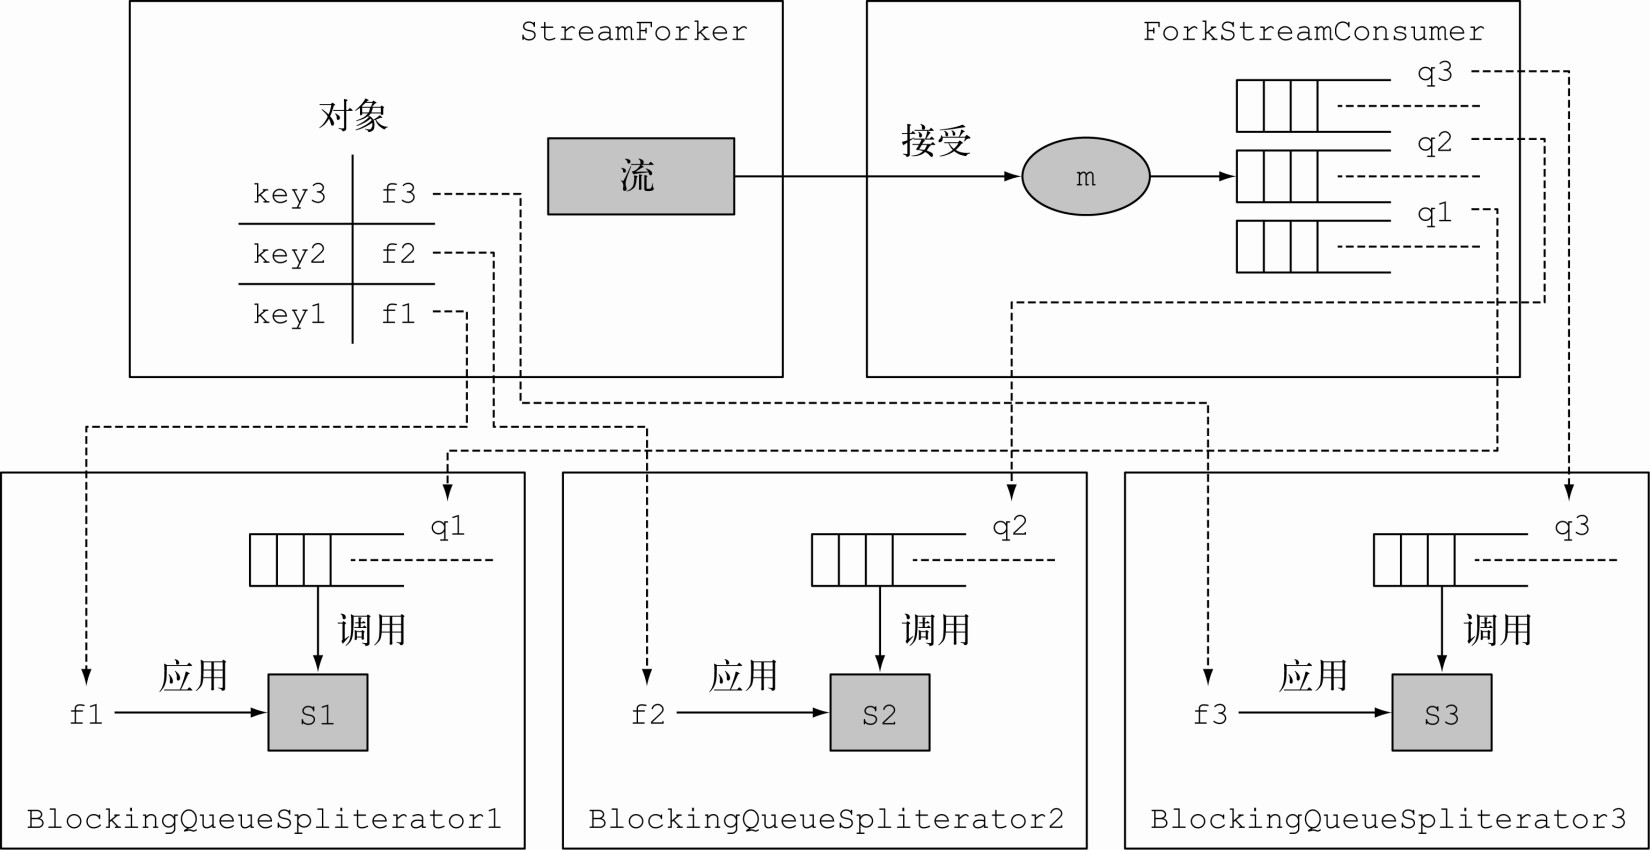 StreamForker
对象
key3 f3
key2 f2
key1 f1
流
接受
ForkStreamConsumer
m
q3
q2
q1
q1
调用
应用
f1
S1
BlockingQueueSpliterator1
q2
调用
应用
f2
S2
BlockingQueueSpliterator2
q3
调用
应用
f3
S3
BlockingQueueSpliterator3